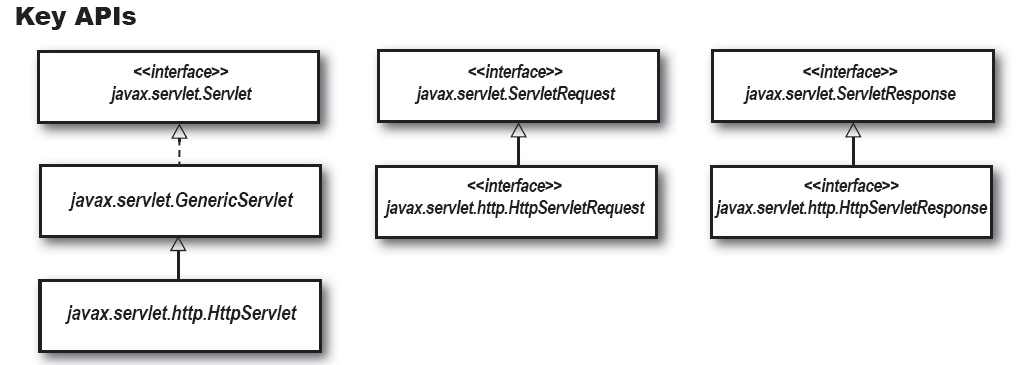 Key APIs
<<interface>>
javax.servlet.Servlet
javax.servlet.GenericServlet
javax.servlet.http.HttpServlet
<<interface>>
javax.servlet.ServletRequest
<<interface>>
javax.servlet.http.HttpServletRequest
<<interface>>
javax.servlet.ServletResponse
<<interface>>
javax.servlet.http.HttpServletResponse